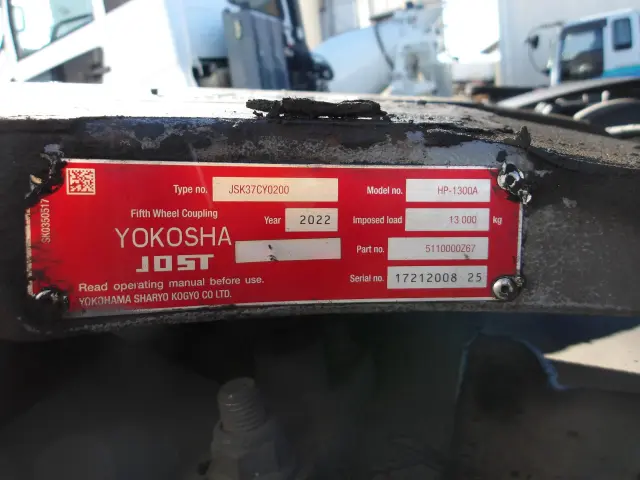 SK0350517
Type no. JSK37CY0200 Model no. HP-1300A
Fifth Wheel Coupling Year 2022 Imposed load 13 000 kg
YOKOSHA
JOST
Part no. 5110000Z67
Read operating manual before use. Serial no. 17212008 25
YOKOHAMA SHARYO KOGYO CO LTD.